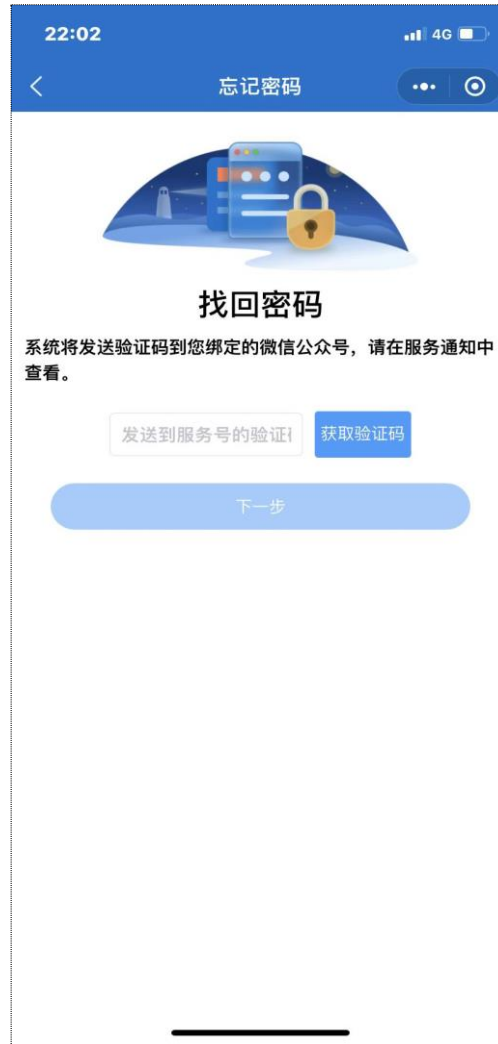 22:02
4G
忘记密码
找回密码
系统将发送验证码到您绑定的微信公众号，请在服务通知中
查看。
发送到服务号的验证
获取验证码
下一步